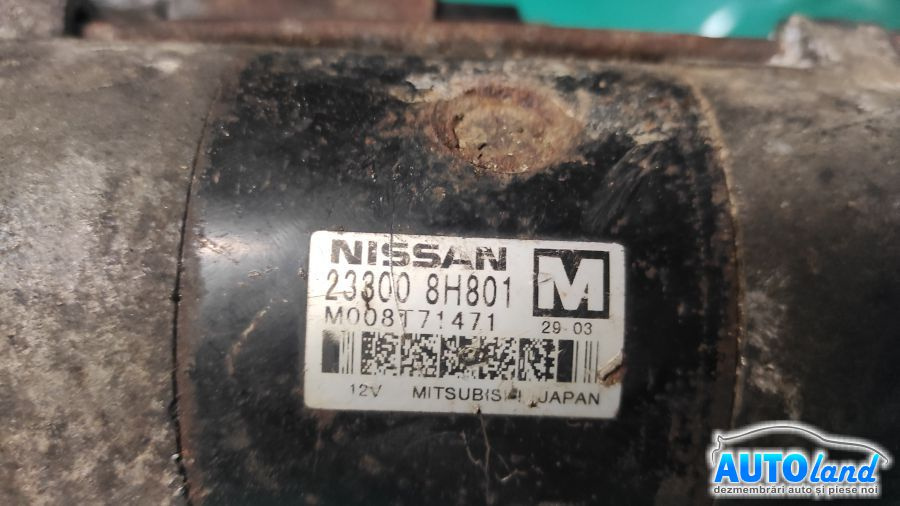 NISSAN
M
23300 8H801
M008T71471
29-03
12V MITSUBISHI JAPAN
AUTOland
dezmembrări auto și piese noi